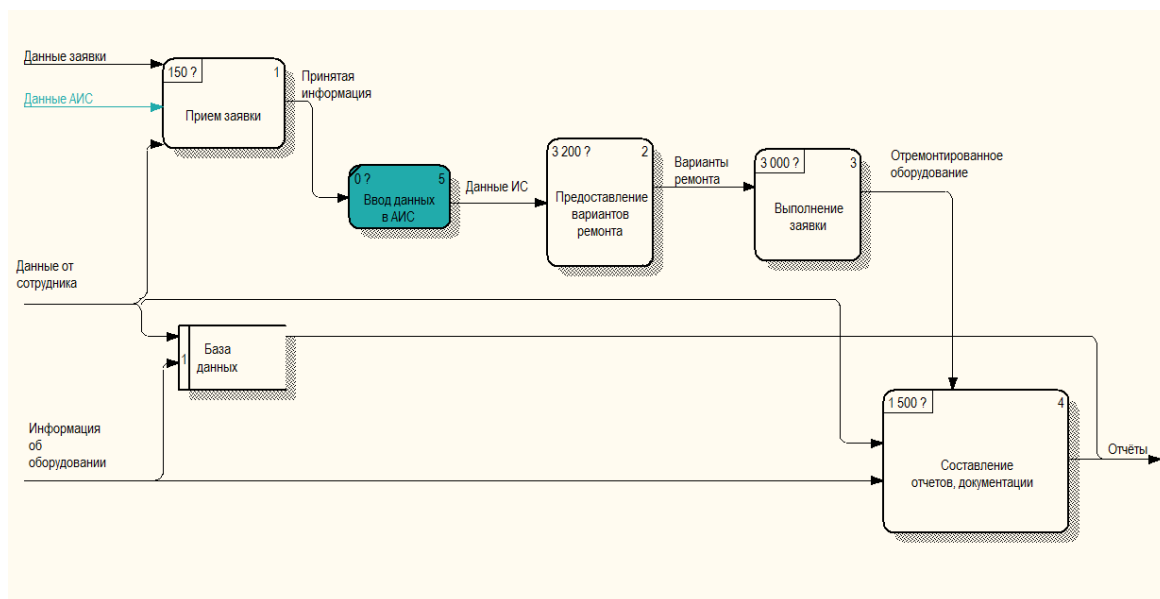 Данные заявки
Данные АИС
150 ?
1
Прием заявки
Принятая
информация
0 ?
5
Ввод данных
в АИС
Данные ИС
3 200 ?
2
Предоставление
вариантов
ремонта
Варианты
ремонта
3 000 ?
3
Выполнение
заявки
Отремонтированное
оборудование
Данные от
сотрудника
1
База
данных
Информация
об
оборудовании
1 500 ?
4
Составление
отчетов, документации
Отчёты